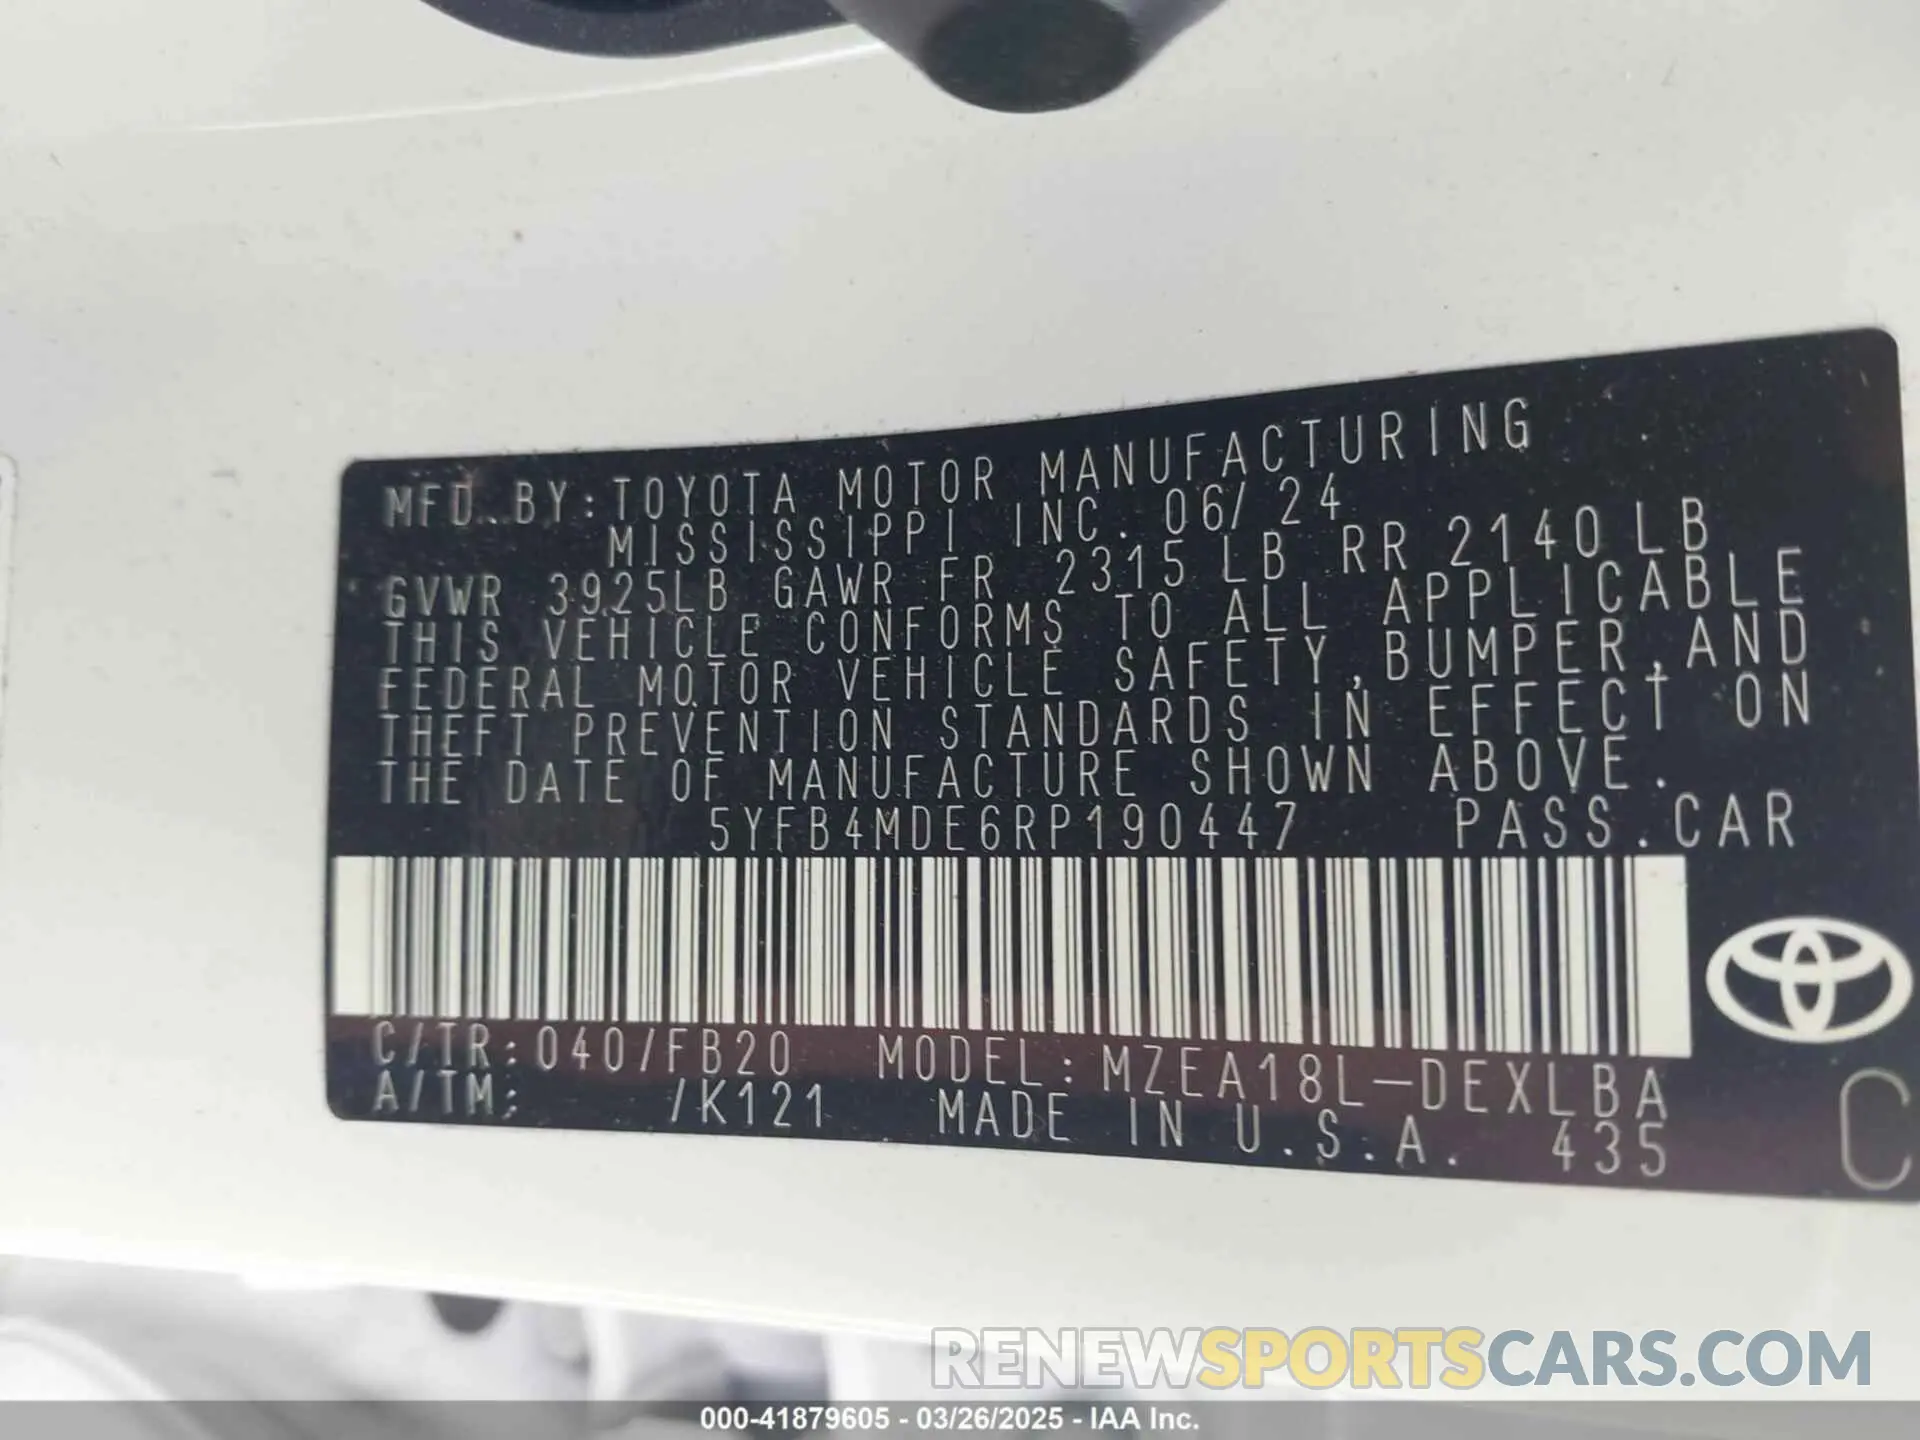 MFD. BY: TOYOTA MOTOR MANUFACTURING
MISSISSIPPI INC. 06/24
GVWR 3925LB GAWR FR 2315 LB RR 2140LB
THIS VEHICLE CONFORMS TO ALL APPLICABLE
FEDERAL MOTOR VEHICLE SAFETY, BUMPER, AND
THEFT PREVENTION STANDARDS IN EFFECT ON
THE DATE OF MANUFACTURE SHOWN ABOVE.
5YFB4MDE6RP190447 PASS. CAR
C/TR: 040/FB20 MODEL: MZEA18L-DEXLBA
A/TM: /K121 MADE IN U.S.A. 435
C
RENEWSPORTSCARS.COM
000-41879605 - 03/26/2025 - IAA Inc.